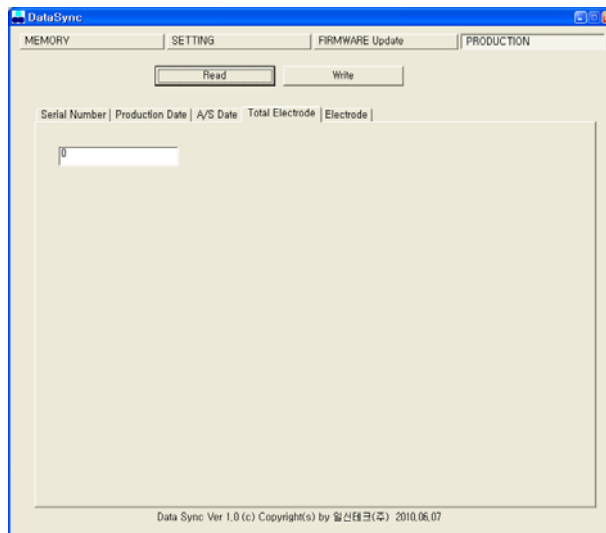 DataSync
MEMORY SETTING FIRMWARE Update PRODUCTION
Read Write
Serial Number Production Date A/S Date Total Electrode Electrode
0
Data Sync Ver 1.0 (c) Copyright(s) by 일신테크(주) 2010.06.07